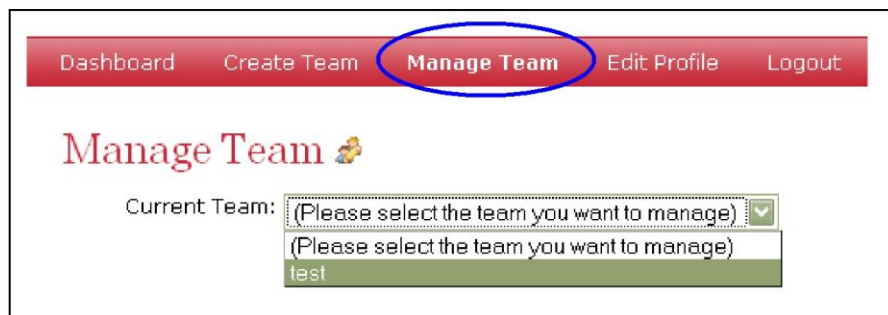 Dashboard Create Team Manage Team Edit Profile Logout
Manage Team
Current Team: (Please select the team you want to manage)
(Please select the team you want to manage)
test